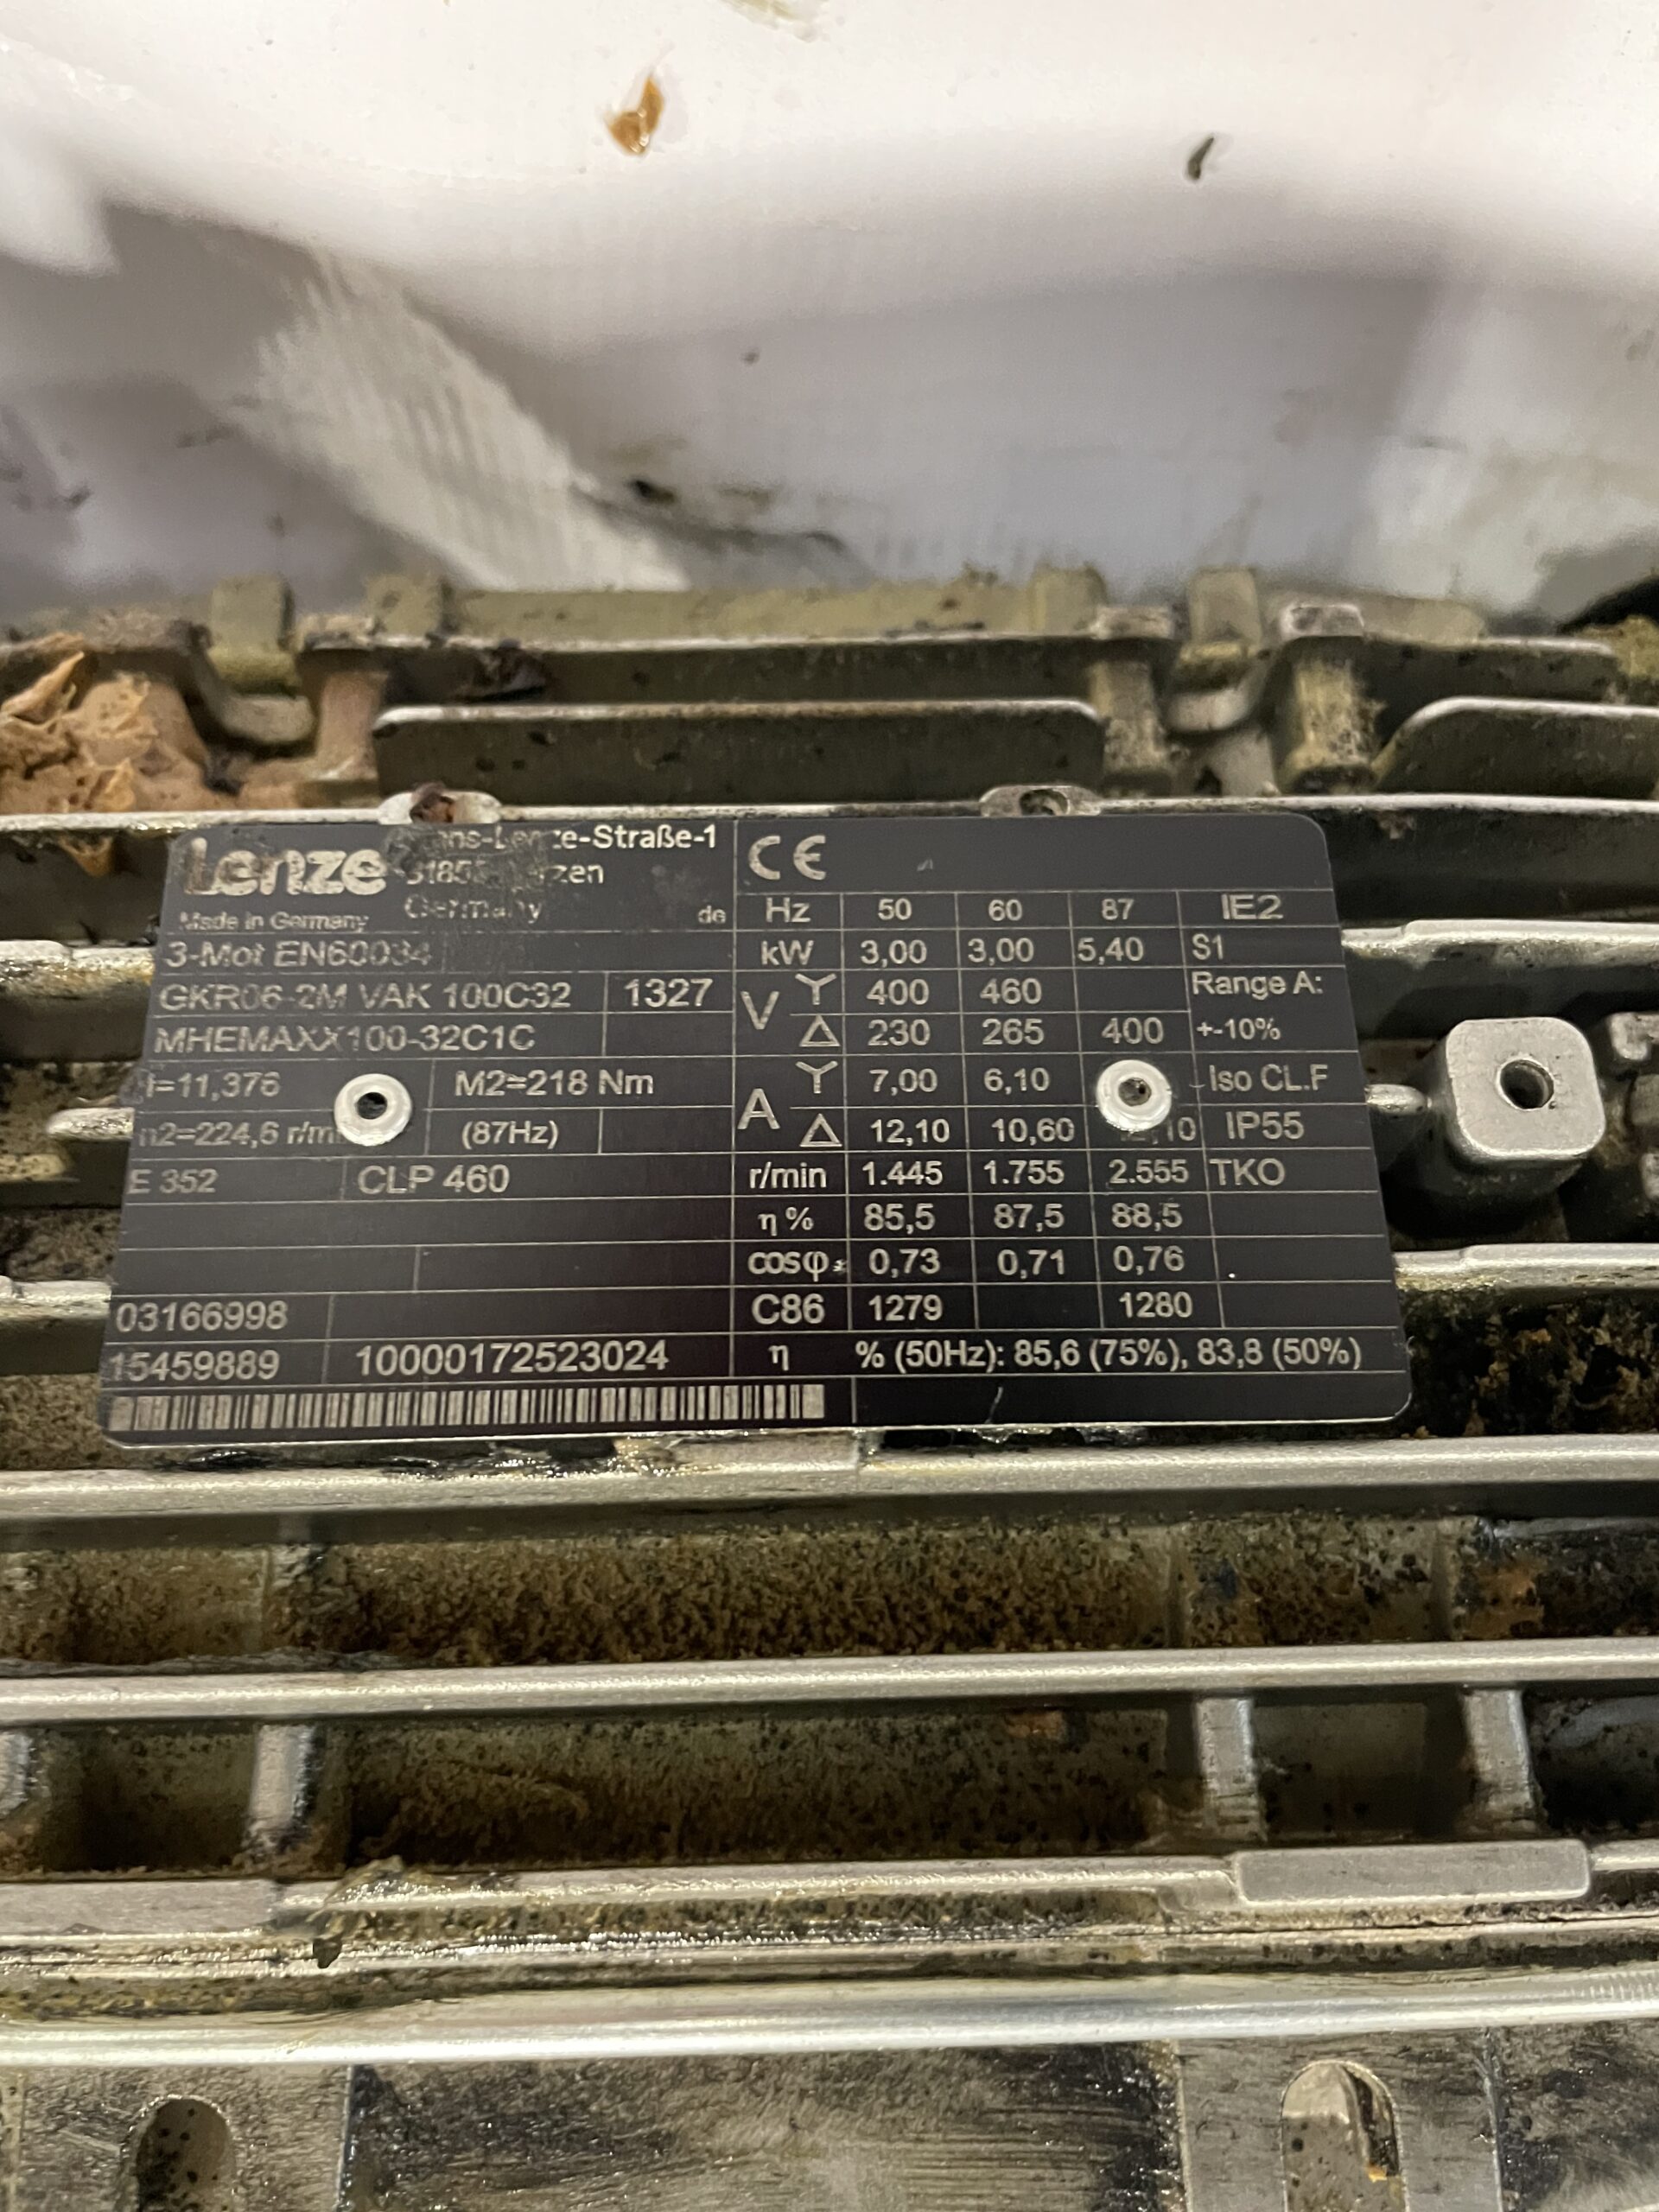 Lenze
-Straße-1
Germany
Made in Germany
de
3-Mot EN60034
GKR06-2M VAK 100C32 1327
MHEMAXX100-32C1C
i=11,376 M2=218 Nm
n2=224,6 (87Hz)
E 352 CLP 460
03166998
15459889 10000172523024
CE
Hz 50 60 87 IE2
kW 3,00 3,00 5,40 S1
V Y 400 460 Range A:
Δ 230 265 400 +-10%
A Y 7,00 6,10 Iso CL.F
Δ 12,10 10,60 IP55
r/min 1.445 1.755 2.555 TKO
η % 85,5 87,5 88,5
cosφ 0,73 0,71 0,76
C86 1279 1280
η % (50Hz): 85,6 (75%), 83,8 (50%)